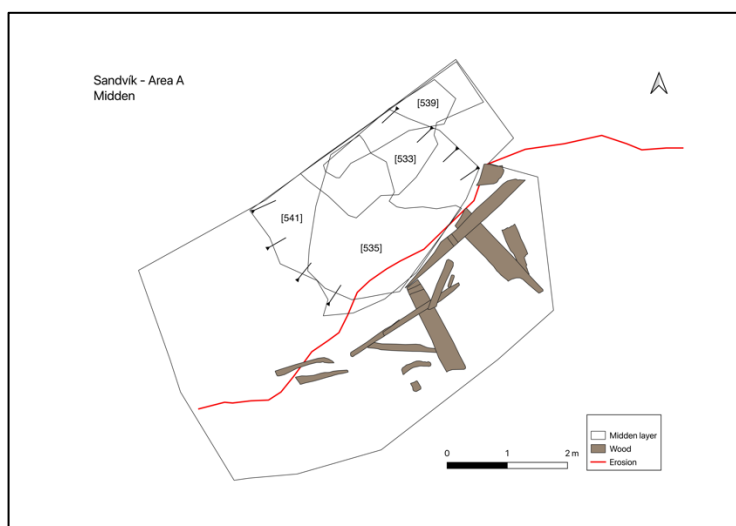 Sandvík - Area A
Midden
[539]
[533]
[541]
[535]
0 1 2 m
Midden layer
Wood
Erosion